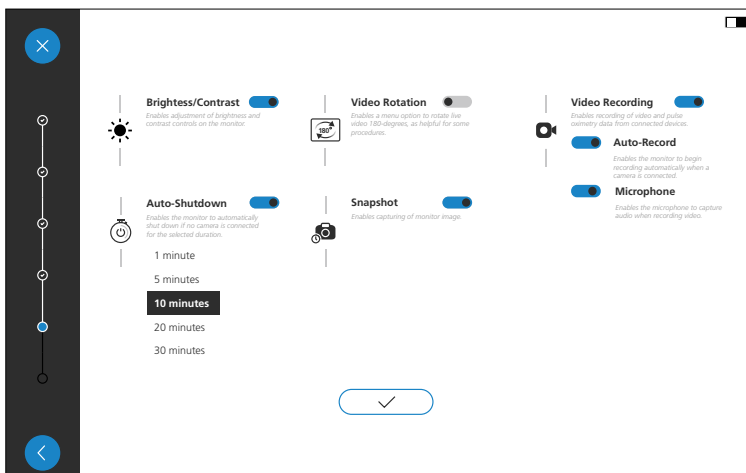 Brightess/Contrast
Enables adjustment of brightness and
contrast controls on the monitor.
Video Rotation
Enables a menu option to rotate live
video 180-degrees, as helpful for some
procedures.
180°
Video Recording
Enables recording of video and pulse
oximetry data from connected devices.
Auto-Record
Enables the monitor to begin
recording automatically when a
camera is connected.
Microphone
Enables the microphone to capture
audio when recording video.
Auto-Shutdown
Enables the monitor to automatically
shut down if no camera is connected
for the selected duration.
1 minute
5 minutes
10 minutes
20 minutes
30 minutes
Snapshot
Enables capturing of monitor image.